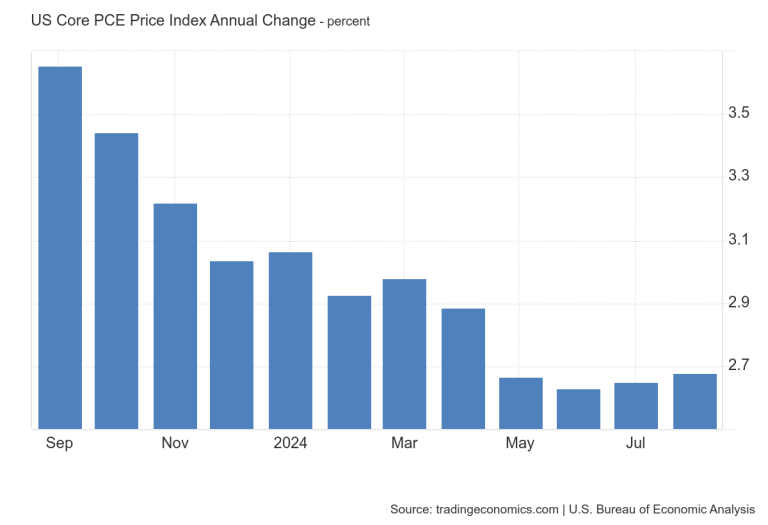 US Core PCE Price Index Annual Change - percent
3.5
3.3
3.1
2.9
2.7
Sep Nov 2024 Mar May Jul
Source: tradingeconomics.com | U.S. Bureau of Economic Analysis